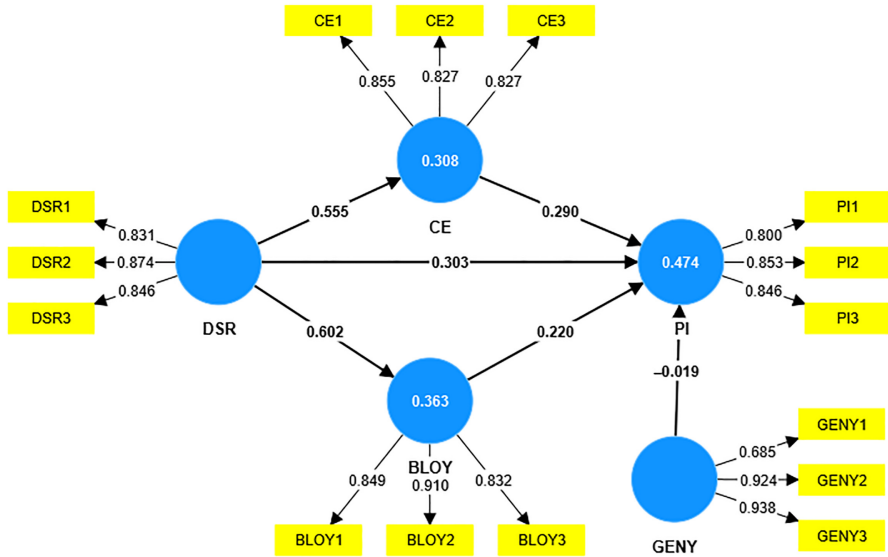 CE1
CE2
CE3
0.855
0.827
0.827
0.308
CE
0.555
0.290
DSR1
DSR2
DSR3
0.831
0.874
0.846
DSR
0.303
0.474
PI
PI1
PI2
PI3
0.800
0.853
0.846
0.602
0.220
0.363
BLOY
0.849
0.910
0.832
BLOY1
BLOY2
BLOY3
–0.019
GENY
0.685
0.924
0.938
GENY1
GENY2
GENY3